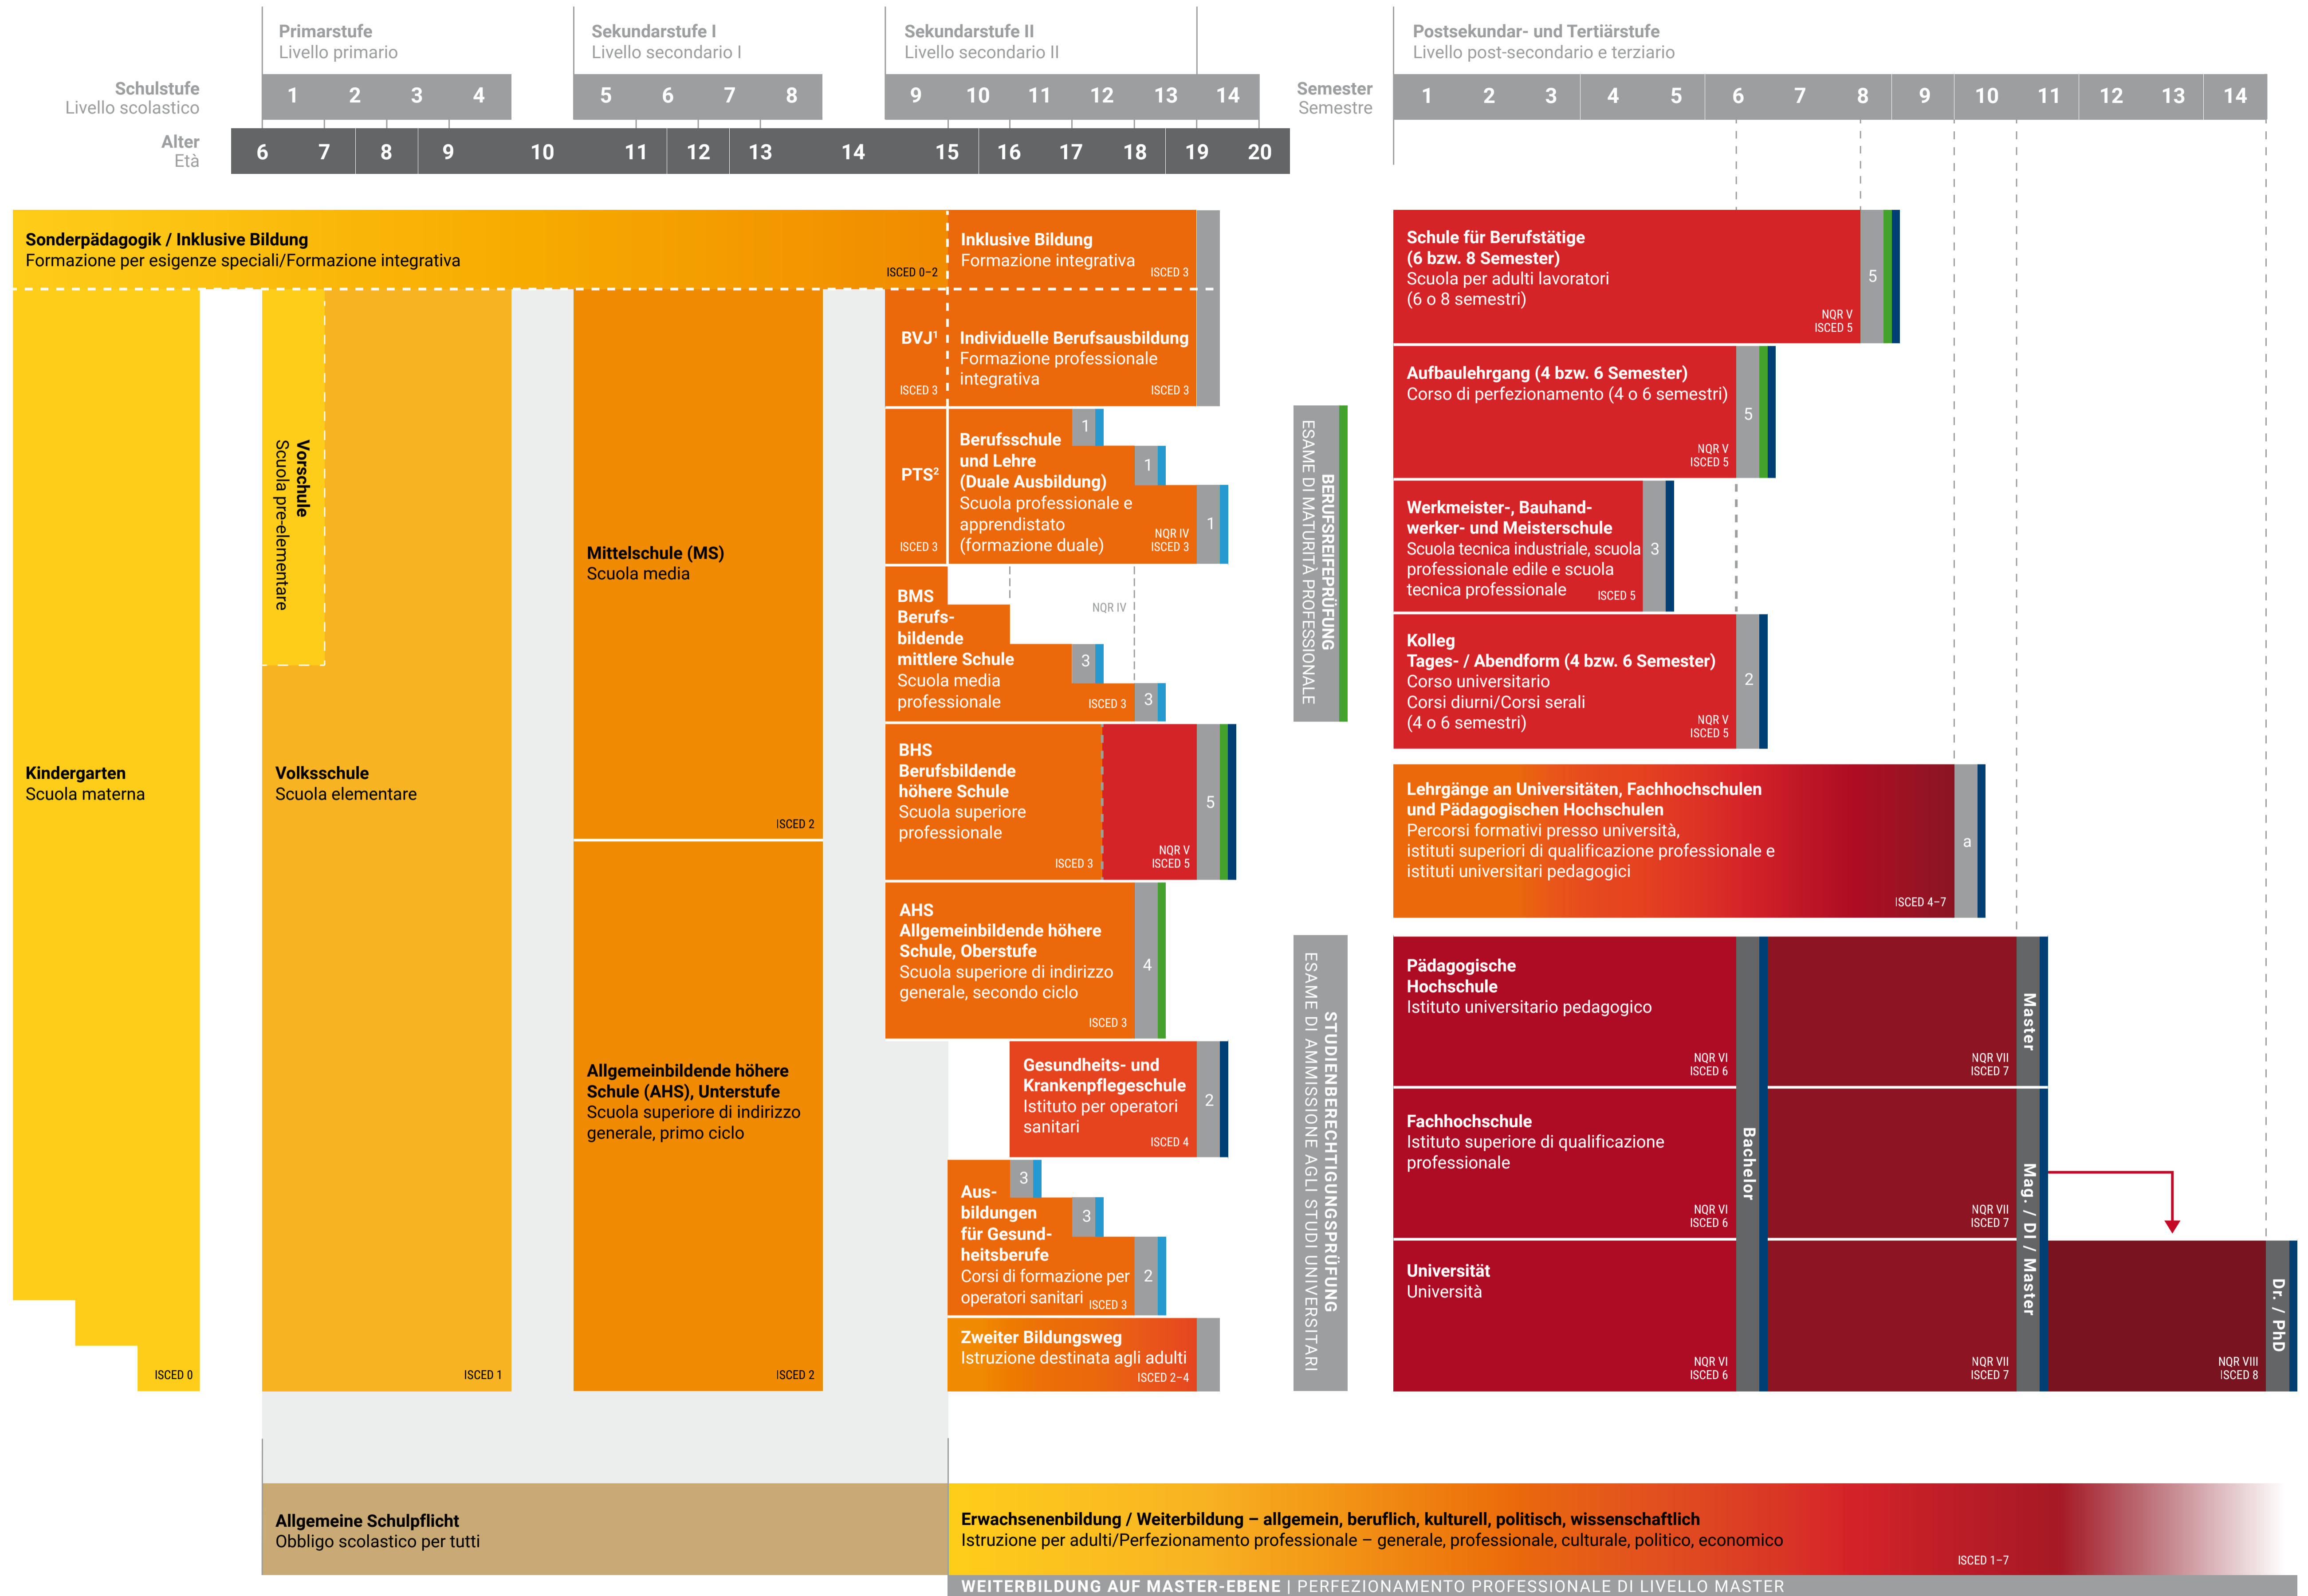 Primarstufe
Livello primario
Sekundarstufe I
Livello secondario I
Sekundarstufe II
Livello secondario II
Postsekundar- und Tertiärstufe
Livello post-secondario e terziario
Schulstufe
Livello scolastico
1 2 3 4 5 6 7 8 9 10 11 12 13 14
Semester
Semestre
1 2 3 4 5 6 7 8 9 10 11 12 13 14
Alter
Età
6 7 8 9 10 11 12 13 14 15 16 17 18 19 20
Sonderpädagogik / Inklusive Bildung
Formazione per esigenze speciali/Formazione integrativa
ISCED 0–2
Inklusive Bildung
Formazione integrativa
ISCED 3
Kindergarten
Scuola materna
ISCED 0
Vorschule
Scuola pre-elementare
Volksschule
Scuola elementare
ISCED 1
Mittelschule (MS)
Scuola media
ISCED 2
Allgemeinbildende höhere
Schule (AHS), Unterstufe
Scuola superiore di indirizzo
generale, primo ciclo
ISCED 2
BVJ¹
ISCED 3
Individuelle Berufsausbildung
Formazione professionale
integrativa
ISCED 3
PTS²
ISCED 3
Berufsschule
und Lehre
(Duale Ausbildung)
Scuola professionale e
apprendistato
(formazione duale)
NQR IV
ISCED 3
1
1
1
BMS
Berufs-
bildende
mittlere Schule
Scuola media
professionale
ISCED 3
NQR IV
3
3
BHS
Berufsbildende
höhere Schule
Scuola superiore
professionale
ISCED 3
NQR V
ISCED 5
5
AHS
Allgemeinbildende höhere
Schule, Oberstufe
Scuola superiore di indirizzo
generale, secondo ciclo
ISCED 3
4
Gesundheits- und
Krankenpflegeschule
Istituto per operatori
sanitari
ISCED 4
2
Aus-
bildungen
für Gesund-
heitsberufe
Corsi di formazione per
operatori sanitari
ISCED 3
3
3
2
Zweiter Bildungsweg
Istruzione destinata agli adulti
ISCED 2–4
BERUFSREIFEPRÜFUNG
ESAME DI MATURITÀ PROFESSIONALE
STUDIENBERECHTIGUNGSPRÜFUNG
ESAME DI AMMISSIONE AGLI STUDI UNIVERSITARI
Schule für Berufstätige
(6 bzw. 8 Semester)
Scuola per adulti lavoratori
(6 o 8 semestri)
NQR V
ISCED 5
5
Aufbaulehrgang (4 bzw. 6 Semester)
Corso di perfezionamento (4 o 6 semestri)
NQR V
ISCED 5
5
Werkmeister-, Bauhand-
werker- und Meisterschule
Scuola tecnica industriale, scuola
professionale edile e scuola
tecnica professionale
ISCED 5
3
Kolleg
Tages- / Abendform (4 bzw. 6 Semester)
Corso universitario
Corsi diurni/Corsi serali
(4 o 6 semestri)
NQR V
ISCED 5
2
Lehrgänge an Universitäten, Fachhochschulen
und Pädagogischen Hochschulen
Percorsi formativi presso università,
istituti superiori di qualificazione professionale e
istituti universitari pedagogici
ISCED 4–7
a
Pädagogische
Hochschule
Istituto universitario pedagogico
NQR VI
ISCED 6
NQR VII
ISCED 7
Master
Fachhochschule
Istituto superiore di qualificazione
professionale
NQR VI
ISCED 6
NQR VII
ISCED 7
Bachelor
Mag. / DI / Master
Universität
Università
NQR VI
ISCED 6
NQR VII
ISCED 7
NQR VIII
ISCED 8
Dr. / PhD
Allgemeine Schulpflicht
Obbligo scolastico per tutti
Erwachsenenbildung / Weiterbildung – allgemein, beruflich, kulturell, politisch, wissenschaftlich
Istruzione per adulti/Perfezionamento professionale – generale, professionale, culturale, politico, economico
ISCED 1–7
WEITERBILDUNG AUF MASTER-EBENE | PERFEZIONAMENTO PROFESSIONALE DI LIVELLO MASTER